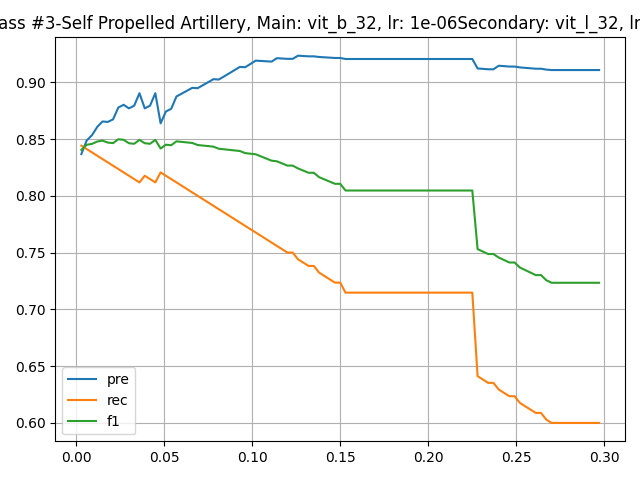 ass #3-Self Propelled Artillery, Main: vit_b_32, lr: 1e-06Secondary: vit_l_32, lr
0.90
0.85
0.80
0.75
0.70
0.65
0.60
pre
rec
f1
0.00 0.05 0.10 0.15 0.20 0.25 0.30